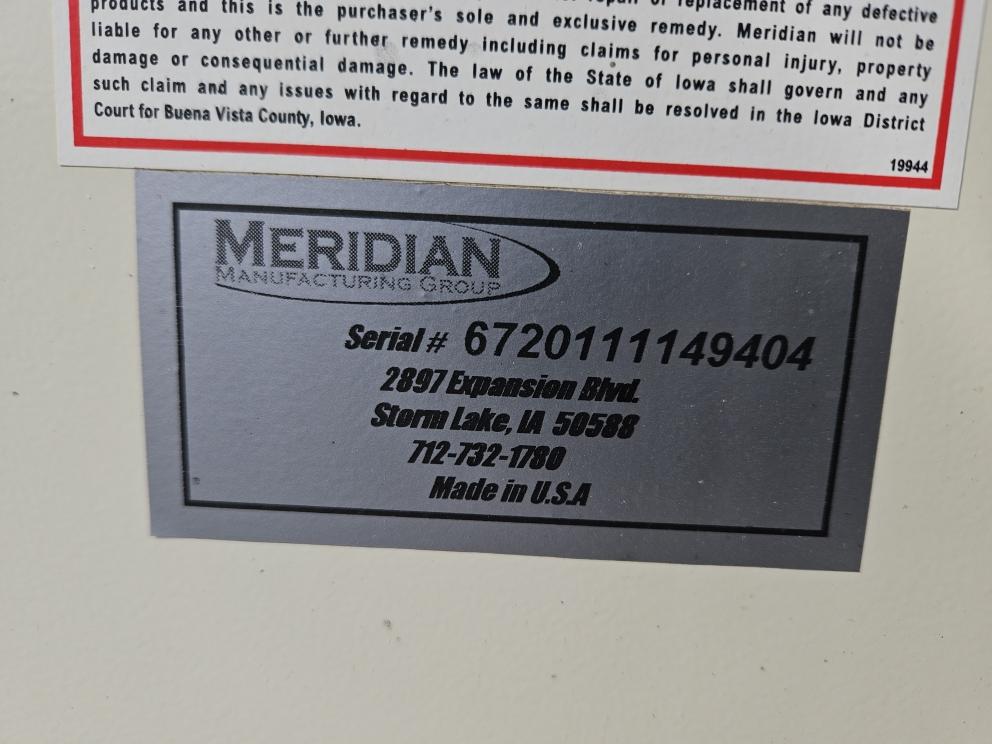 products and this is the purchaser's sole and exclusive remedy. Meridian will not be
liable for any other or further remedy including claims for personal injury, property
damage or consequential damage. The law of the State of Iowa shall govern and any
such claim and any issues with regard to the same shall be resolved in the Iowa District
Court for Buena Vista County, Iowa.
19944
MERIDIAN
MANUFACTURING GROUP
Serial # 6720111149404
2897 Expansion Blvd.
Storm Lake, IA 50588
712-732-1780
Made in U.S.A